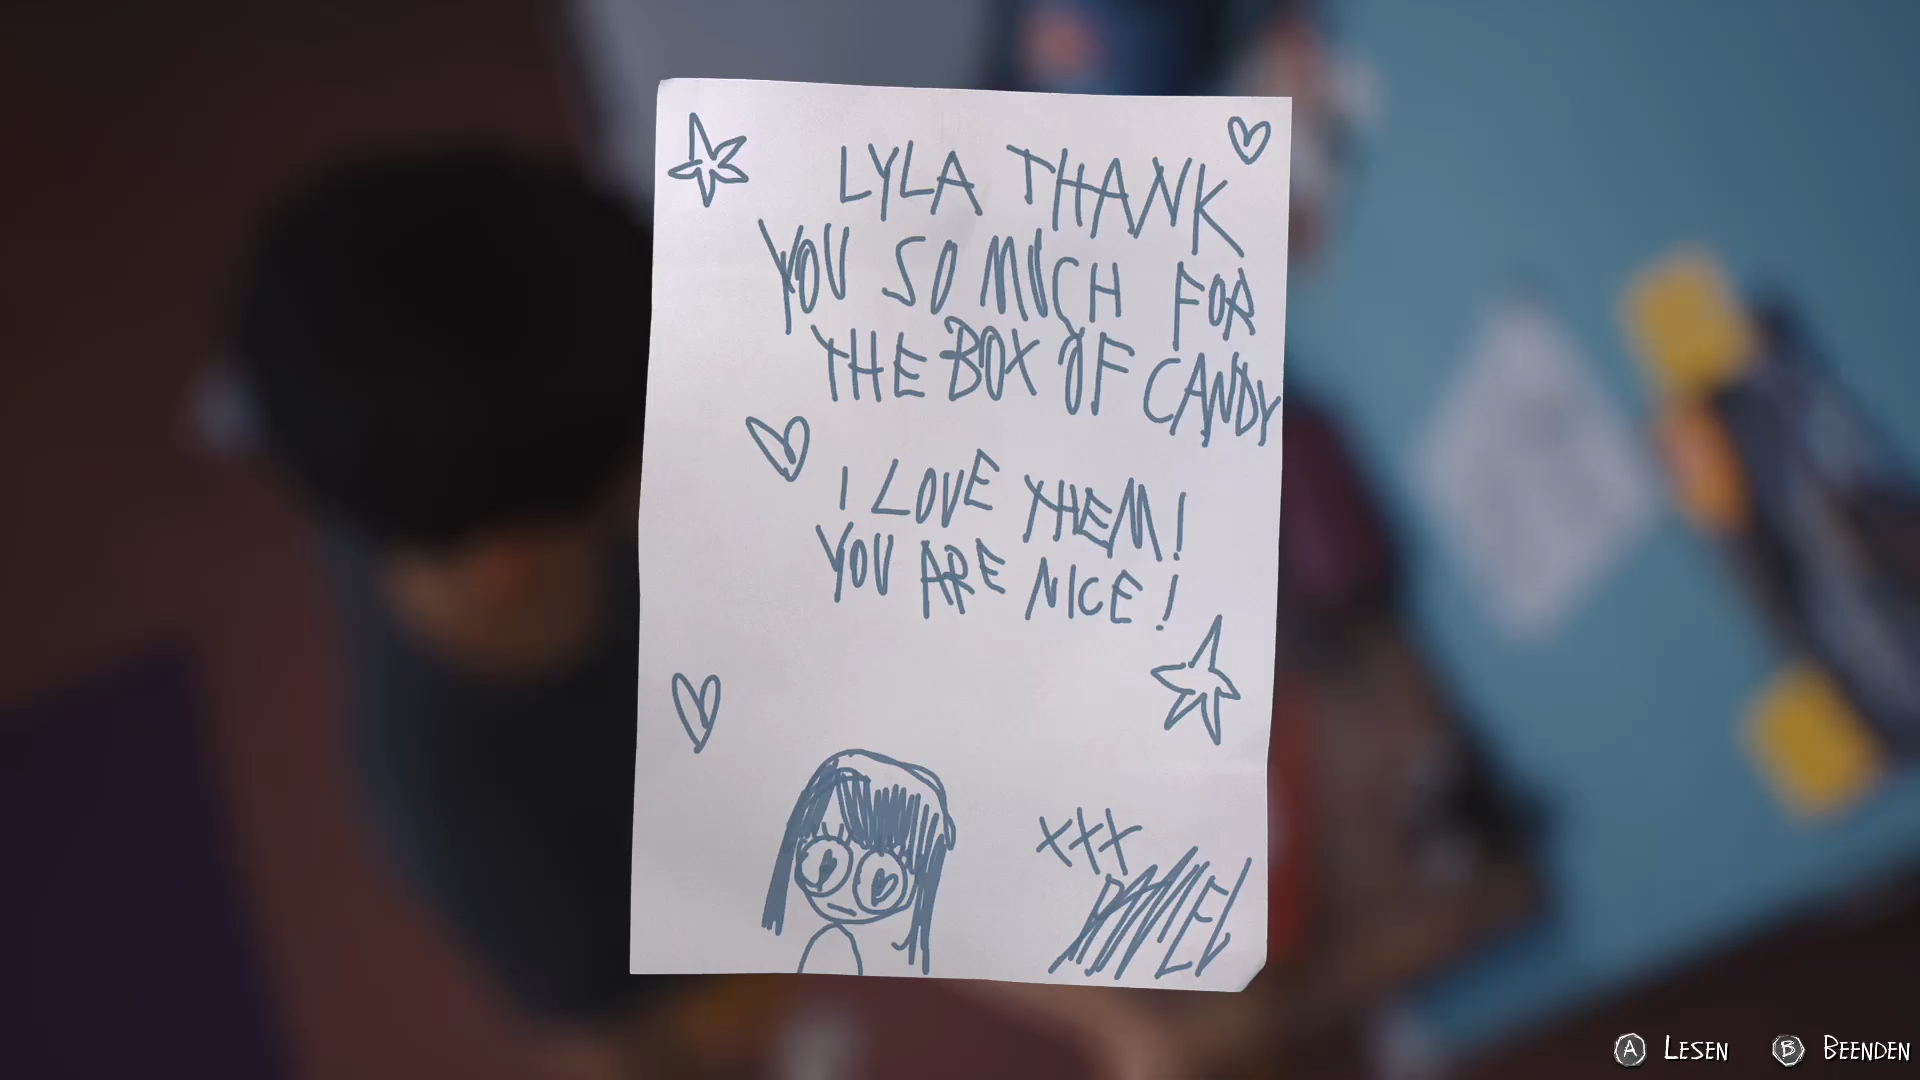 LYLA THANK
YOU SO MUCH FOR
THE BOX OF CANDY
I LOVE THEM!
YOU ARE NICE!
XXX
DANIEL
A LESEN B BEENDEN